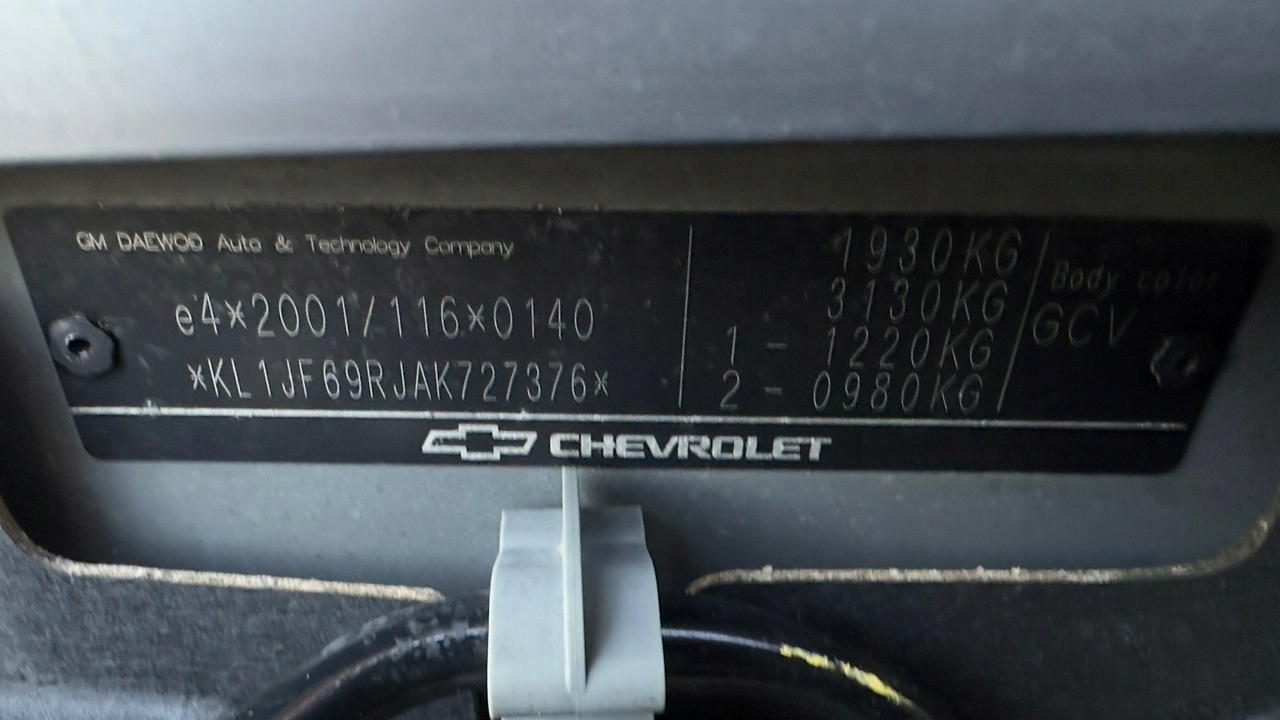 GM DAEWOO Auto & Technology Company
e4*2001/116*0140
*KL1JF69RJAK727376*
1930KG
3130KG
1 - 1220KG
2 - 0980KG
Body color
GCV
CHEVROLET